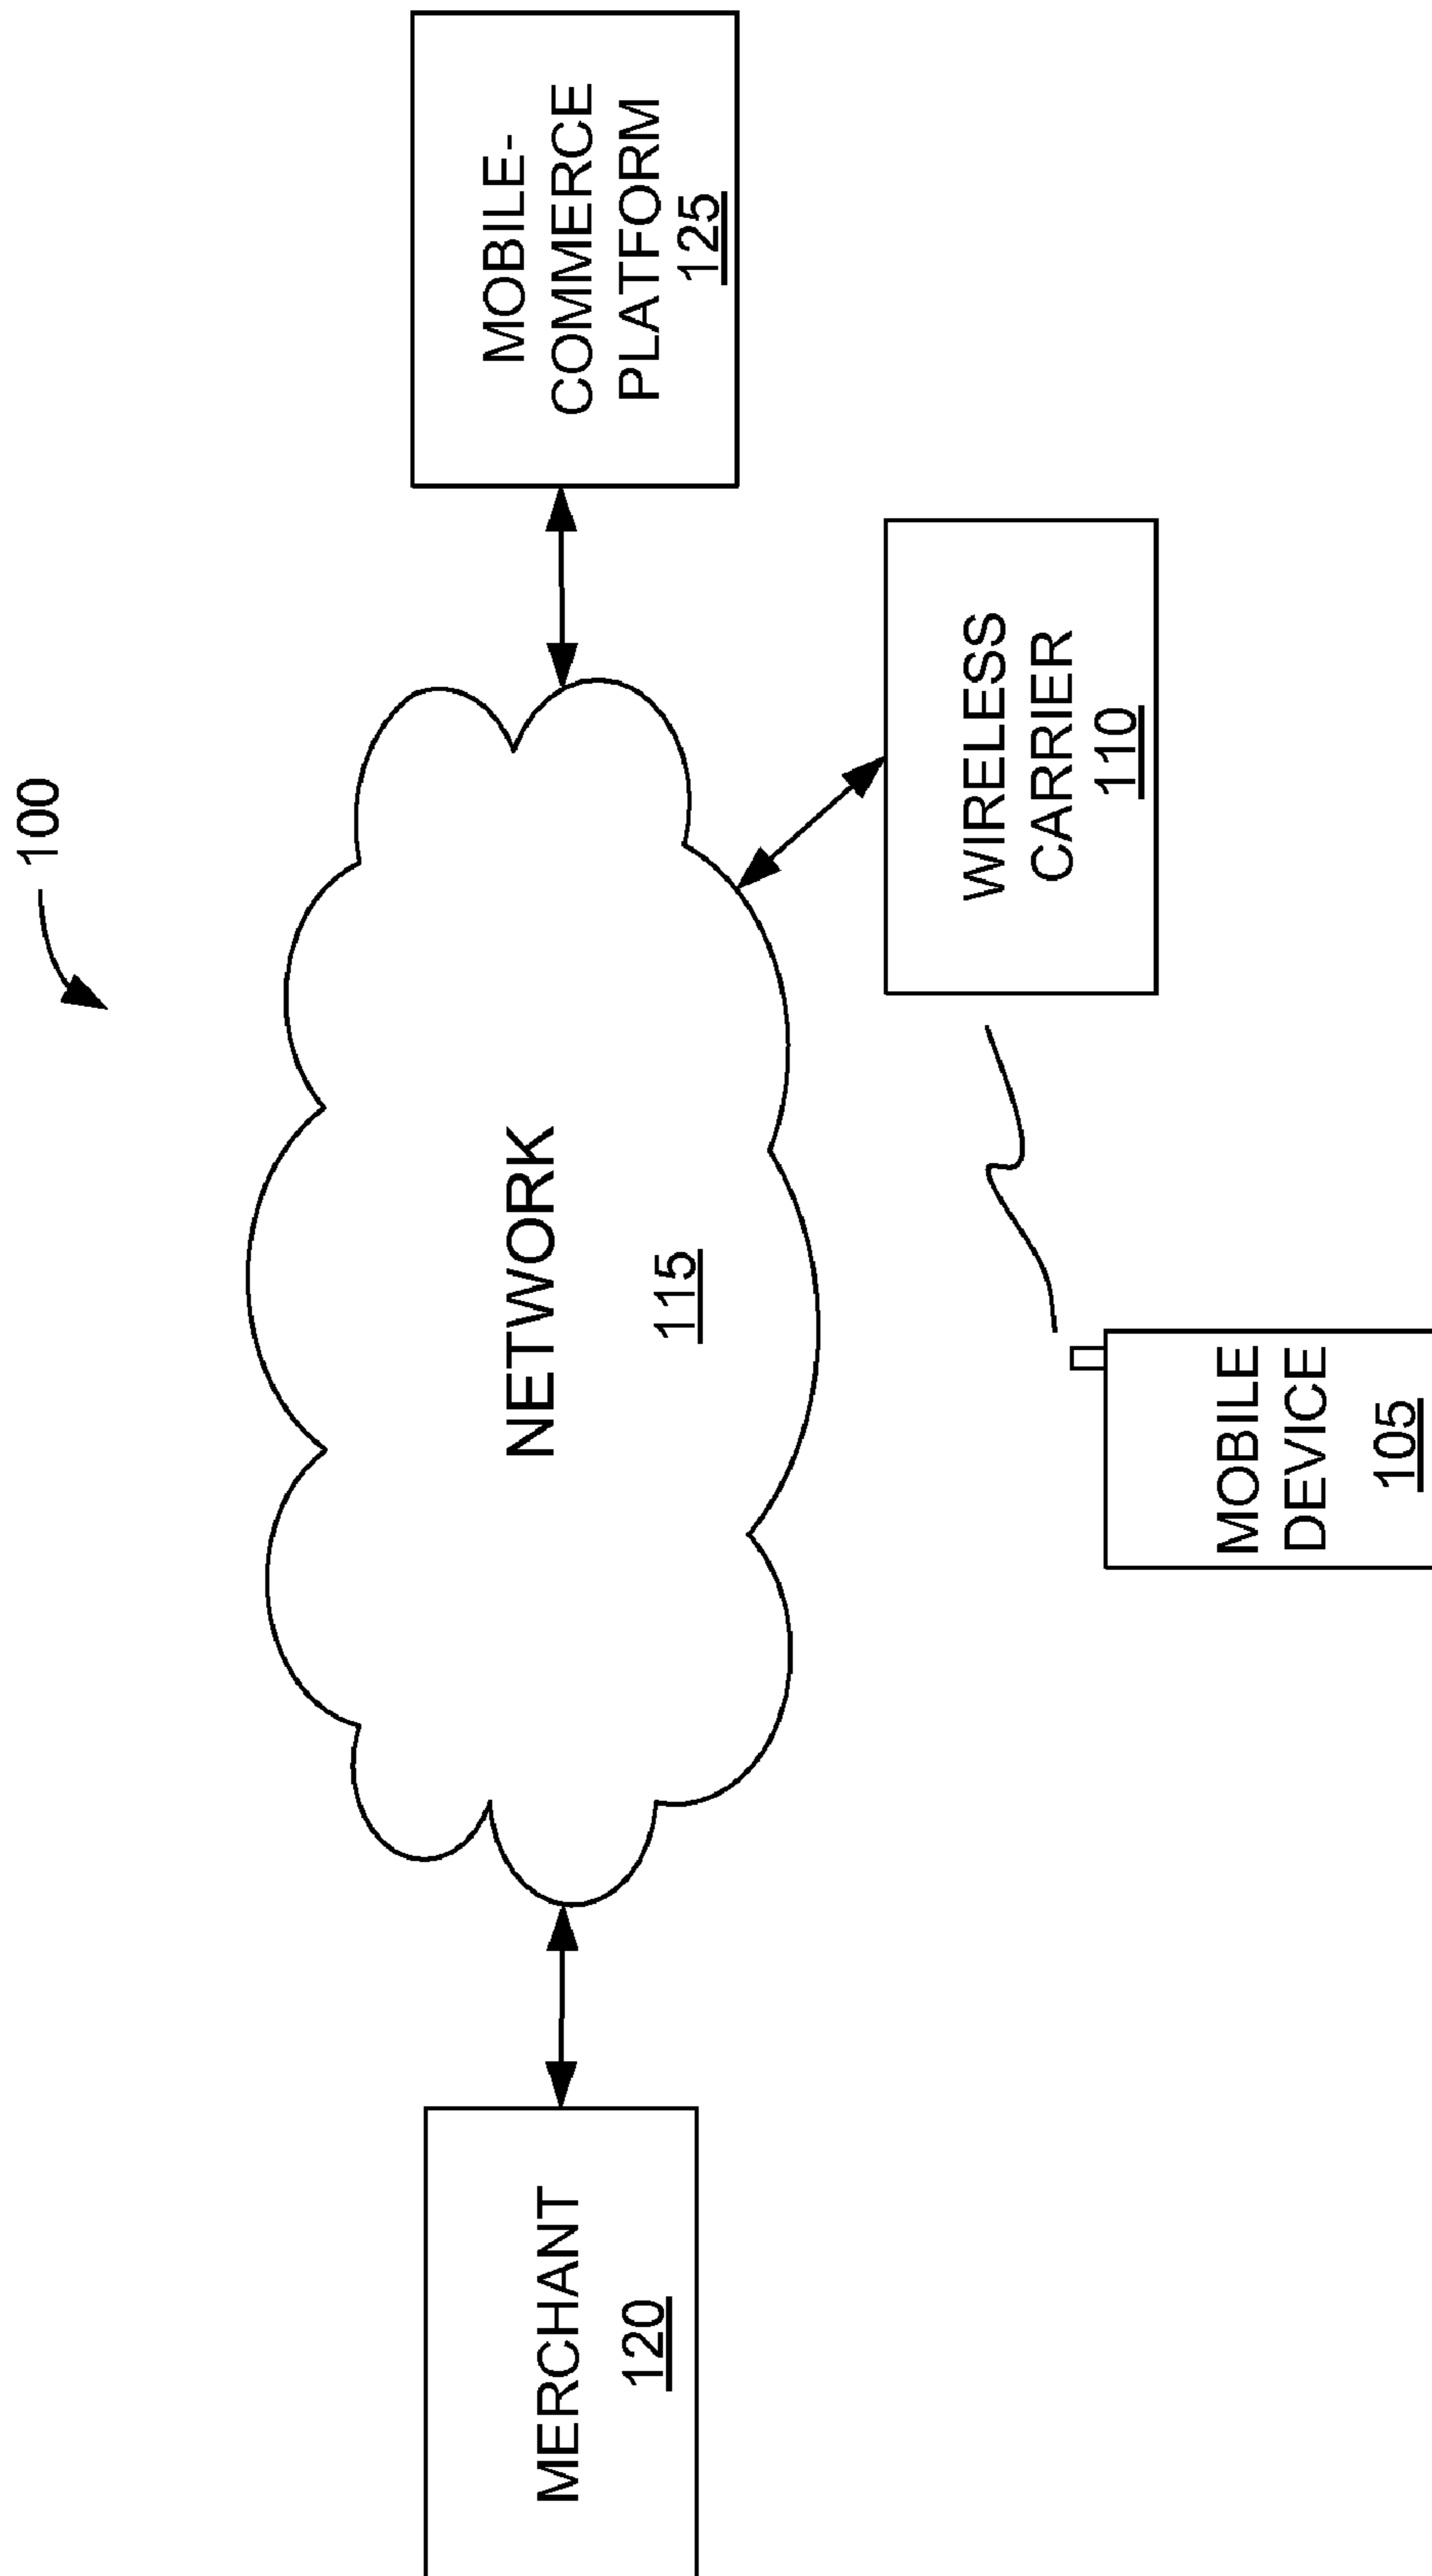 100
MERCHANT
120
NETWORK
115
MOBILE-
COMMERCE
PLATFORM
125
WIRELESS
CARRIER
110
MOBILE
DEVICE
105